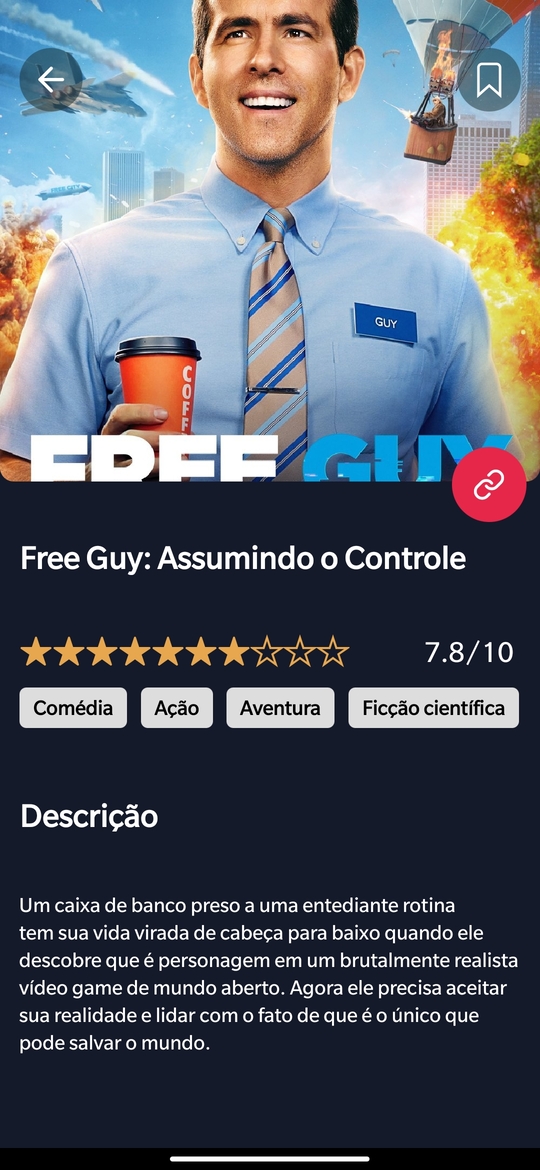 GUY
COFF
FREE GUY
Free Guy: Assumindo o Controle
7.8/10
Comédia
Ação
Aventura
Ficção científica
Descrição
Um caixa de banco preso a uma entediante rotina
tem sua vida virada de cabeça para baixo quando ele
descobre que é personagem em um brutalmente realista
vídeo game de mundo aberto. Agora ele precisa aceitar
sua realidade e lidar com o fato de que é o único que
pode salvar o mundo.